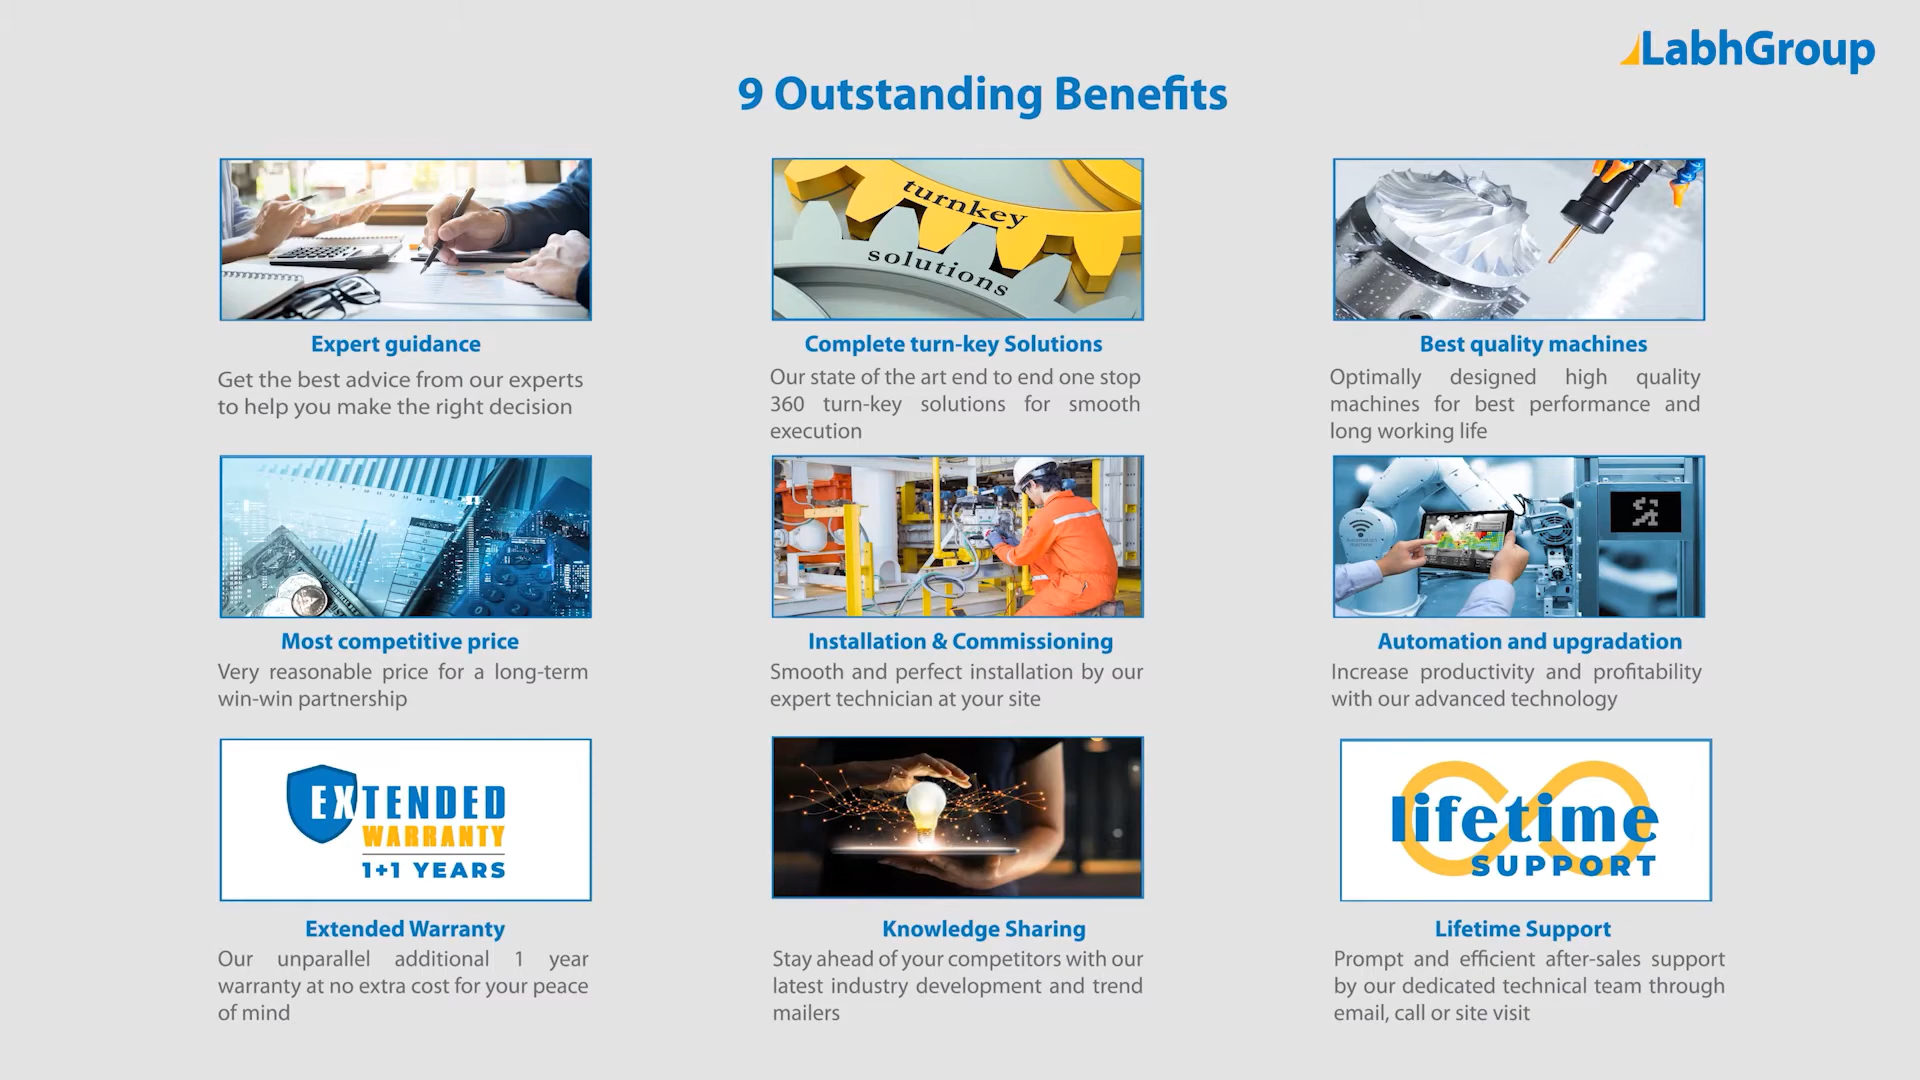 LabhGroup
9 Outstanding Benefits
turnkey
solutions
Expert guidance
Get the best advice from our experts
to help you make the right decision
Complete turn-key Solutions
Our state of the art end to end one stop
360 turn-key solutions for smooth
execution
Best quality machines
Optimally designed high quality
machines for best performance and
long working life
Most competitive price
Very reasonable price for a long-term
win-win partnership
Installation & Commissioning
Smooth and perfect installation by our
expert technician at your site
Automation and upgradation
Increase productivity and profitability
with our advanced technology
EXTENDED
WARRANTY
1+1 YEARS
Extended Warranty
Our unparallel additional 1 year
warranty at no extra cost for your peace
of mind
Knowledge Sharing
Stay ahead of your competitors with our
latest industry development and trend
mailers
lifetime
SUPPORT
Lifetime Support
Prompt and efficient after-sales support
by our dedicated technical team through
email, call or site visit